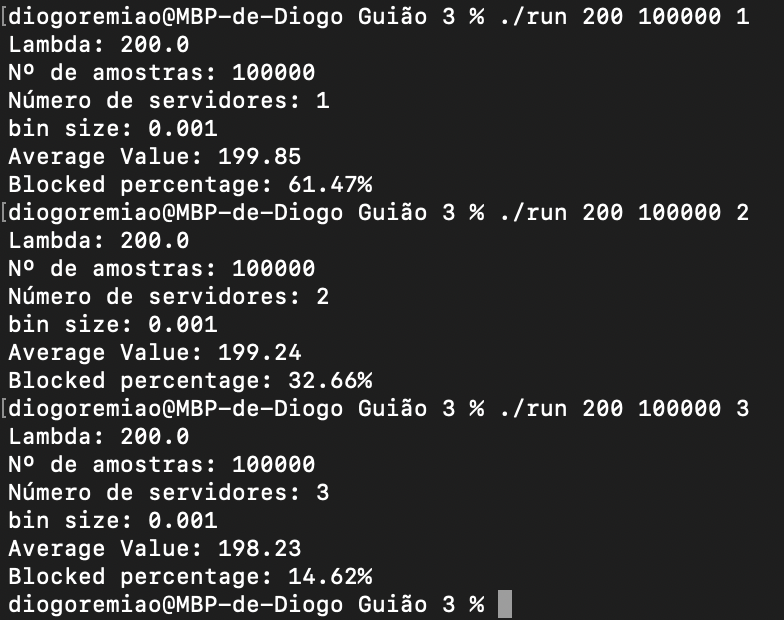 [diogoremiao@MBP-de-Diogo Guião 3 % ./run 200 100000 1
Lambda: 200.0
Nº de amostras: 100000
Número de servidores: 1
bin size: 0.001
Average Value: 199.85
Blocked percentage: 61.47%
[diogoremiao@MBP-de-Diogo Guião 3 % ./run 200 100000 2
Lambda: 200.0
Nº de amostras: 100000
Número de servidores: 2
bin size: 0.001
Average Value: 199.24
Blocked percentage: 32.66%
[diogoremiao@MBP-de-Diogo Guião 3 % ./run 200 100000 3
Lambda: 200.0
Nº de amostras: 100000
Número de servidores: 3
bin size: 0.001
Average Value: 198.23
Blocked percentage: 14.62%
diogoremiao@MBP-de-Diogo Guião 3 %